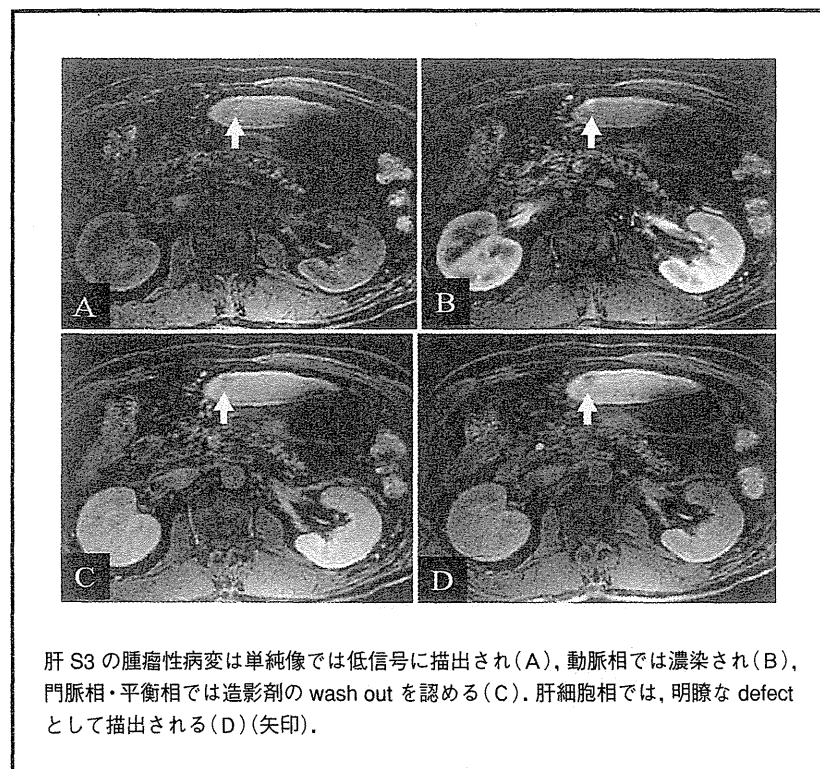 A
B
C
D
肝 S3 の腫瘤性病変は単純像では低信号に描出され(A), 動脈相では濃染され(B),
門脈相・平衡相では造影剤の wash out を認める(C). 肝細胞相では, 明瞭な defect
として描出される(D)(矢印).